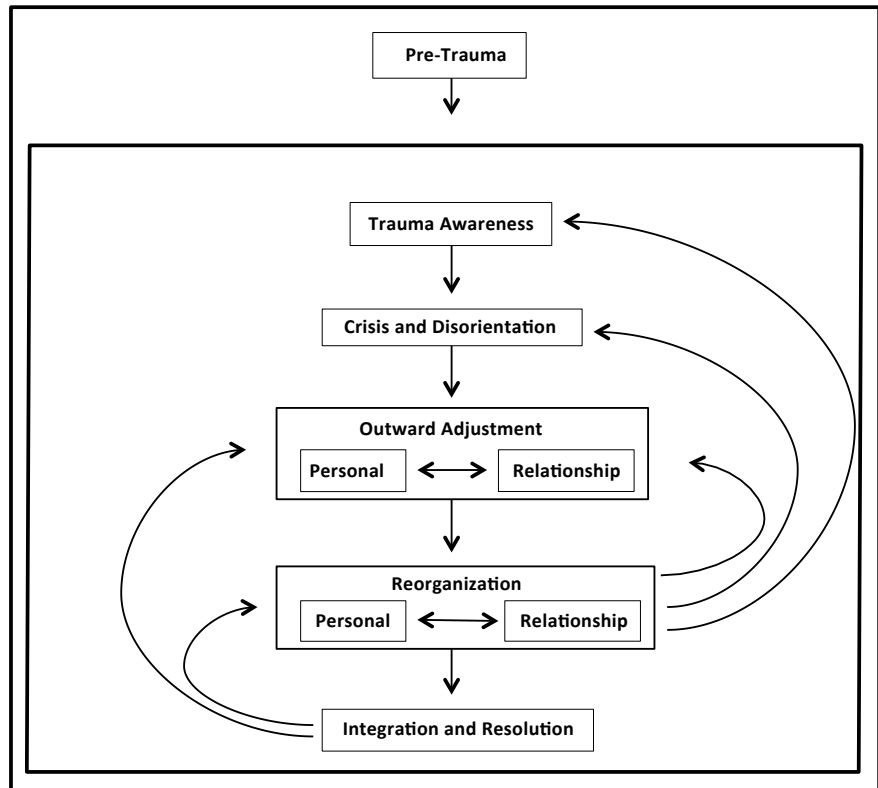 Pre-Trauma
Trauma Awareness
Crisis and Disorientation
Outward Adjustment
Personal Relationship
Reorganization
Personal Relationship
Integration and Resolution